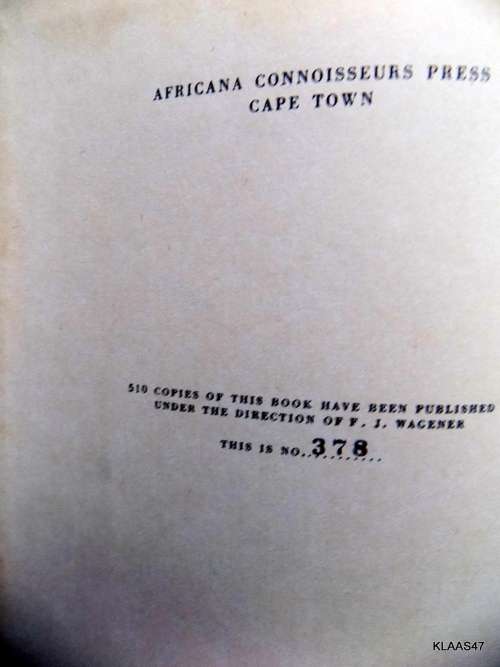 AFRICANA CONNOISSEURS PRESS
CAPE TOWN
510 COPIES OF THIS BOOK HAVE BEEN PUBLISHED
UNDER THE DIRECTION OF F. J. WAGENER
THIS IS NO. 378
KLAAS47